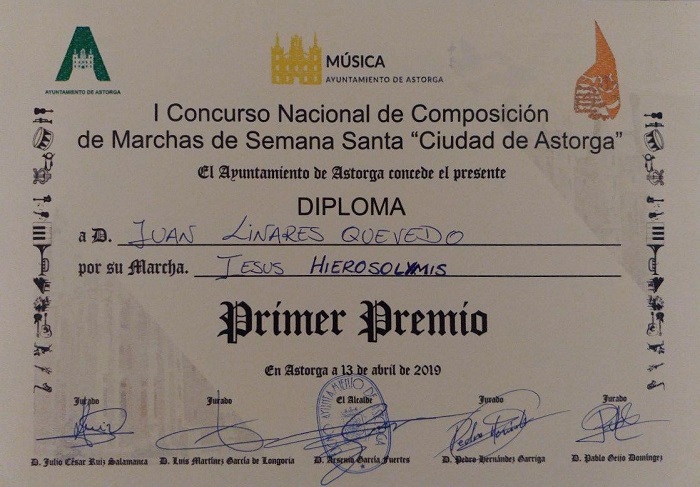 AYUNTAMIENTO DE ASTORGA
MÚSICA
AYUNTAMIENTO DE ASTORGA
I Concurso Nacional de Composición
de Marchas de Semana Santa “Ciudad de Astorga”
El Ayuntamiento de Astorga concede el presente
DIPLOMA
a D. JUAN LINARES QUEVEDO
por su Marcha. JESUS HIEROSOLYMIS
Primer Premio
En Astorga a 13 de abril de 2019
Jurado Jurado El Alcalde Jurado Jurado
D. Julio César Ruiz Salamanca D. Luis Martínez García de Longoria D. Arsenio García Fuertes D. Pedro Hernández Garriga D. Pablo Geijo Domíngez